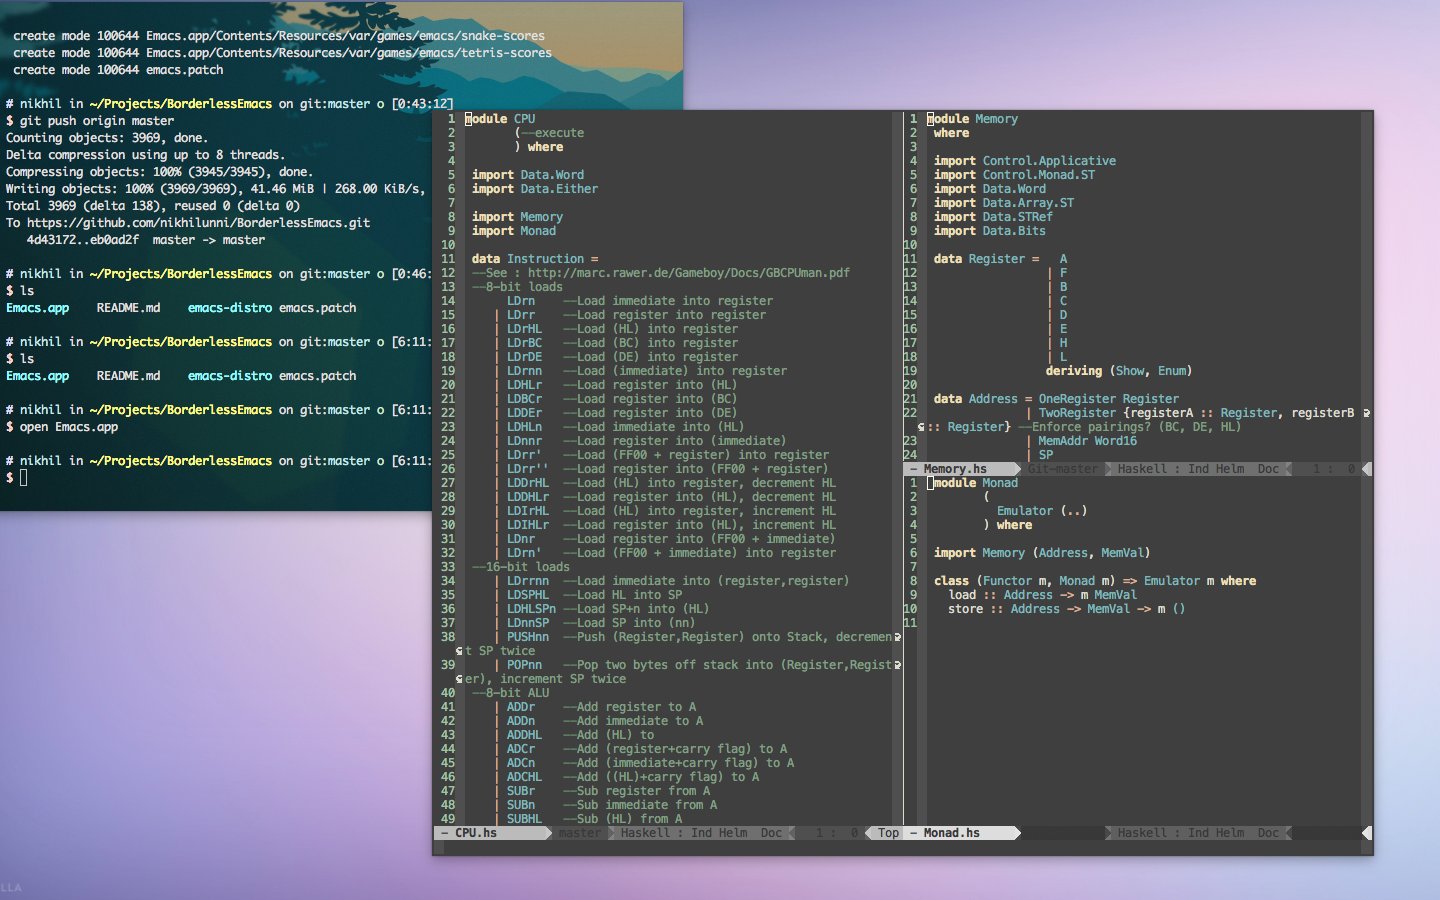 create mode 100644 Emacs.app/Contents/Resources/var/games/emacs/snake-scores
create mode 100644 Emacs.app/Contents/Resources/var/games/emacs/tetris-scores
create mode 100644 emacs.patch
# nikhil in ~/Projects/BorderlessEmacs on git:master o [0:43:12]
$ git push origin master
Counting objects: 3969, done.
Delta compression using up to 8 threads.
Compressing objects: 100% (3945/3945), done.
Writing objects: 100% (3969/3969), 41.46 MiB | 268.00 KiB/s,
Total 3969 (delta 138), reused 0 (delta 0)
To https://github.com/nikhilunni/BorderlessEmacs.git
4d43172..eb0ad2f  master -> master
# nikhil in ~/Projects/BorderlessEmacs on git:master o [0:46:
$ ls
Emacs.app    README.md    emacs-distro emacs.patch
# nikhil in ~/Projects/BorderlessEmacs on git:master o [6:11:
$ ls
Emacs.app    README.md    emacs-distro emacs.patch
# nikhil in ~/Projects/BorderlessEmacs on git:master o [6:11:
$ open Emacs.app
# nikhil in ~/Projects/BorderlessEmacs on git:master o [6:11:
$
1 module CPU
2 (--execute
3 ) where
4
5 import Data.Word
6 import Data.Either
7
8 import Memory
9 import Monad
10
11 data Instruction =
12 --See : http://marc.rawer.de/Gameboy/Docs/GBCPUman.pdf
13 --8-bit loads
14 LDrn --Load immediate into register
15 | LDrr --Load register into register
16 | LDrHL --Load (HL) into register
17 | LDrBC --Load (BC) into register
18 | LDrDE --Load (DE) into register
19 | LDrnn --Load (immediate) into register
20 | LDHLr --Load register into (HL)
21 | LDBCr --Load register into (BC)
22 | LDDEr --Load register into (DE)
23 | LDHLn --Load immediate into (HL)
24 | LDnnr --Load register into (immediate)
25 | LDrr' --Load (FF00 + register) into register
26 | LDrr'' --Load register into (FF00 + register)
27 | LDDrHL --Load (HL) into register, decrement HL
28 | LDDHLr --Load register into (HL), decrement HL
29 | LDIrHL --Load (HL) into register, increment HL
30 | LDIHLr --Load register into (HL), increment HL
31 | LDnr --Load register into (FF00 + immediate)
32 | LDrn' --Load (FF00 + immediate) into register
33 --16-bit loads
34 | LDrrnn --Load immediate into (register,register)
35 | LDSPHL --Load HL into SP
36 | LDHLSPn --Load SP+n into (HL)
37 | LDnnSP --Load SP into (nn)
38 | PUSHnn --Push (Register,Register) onto Stack, decremen
t SP twice
39 | POPnn --Pop two bytes off stack into (Register,Regist
er), increment SP twice
40 --8-bit ALU
41 | ADDr --Add register to A
42 | ADDn --Add immediate to A
43 | ADDHL --Add (HL) to
44 | ADCr --Add (register+carry flag) to A
45 | ADCn --Add (immediate+carry flag) to A
46 | ADCHL --Add ((HL)+carry flag) to A
47 | SUBr --Sub register from A
48 | SUBn --Sub immediate from A
49 | SUBHL --Sub (HL) from A
- CPU.hs master Haskell : Ind Helm Doc 1 : 0 Top
1 module Memory
2 where
3
4 import Control.Applicative
5 import Control.Monad.ST
6 import Data.Word
7 import Data.Array.ST
8 import Data.STRef
9 import Data.Bits
10
11 data Register = A
12 | F
13 | B
14 | C
15 | D
16 | E
17 | H
18 | L
19 deriving (Show, Enum)
20
21 data Address = OneRegister Register
22 | TwoRegister {registerA :: Register, registerB
:: Register} --Enforce pairings? (BC, DE, HL)
23 | MemAddr Word16
24 | SP
- Memory.hs Git-master Haskell : Ind Helm Doc 1 : 0
1 module Monad
2 (
3 Emulator (..)
4 ) where
5
6 import Memory (Address, MemVal)
7
8 class (Functor m, Monad m) => Emulator m where
9 load :: Address -> m MemVal
10 store :: Address -> MemVal -> m ()
11
- Monad.hs Haskell : Ind Helm Doc
LLA